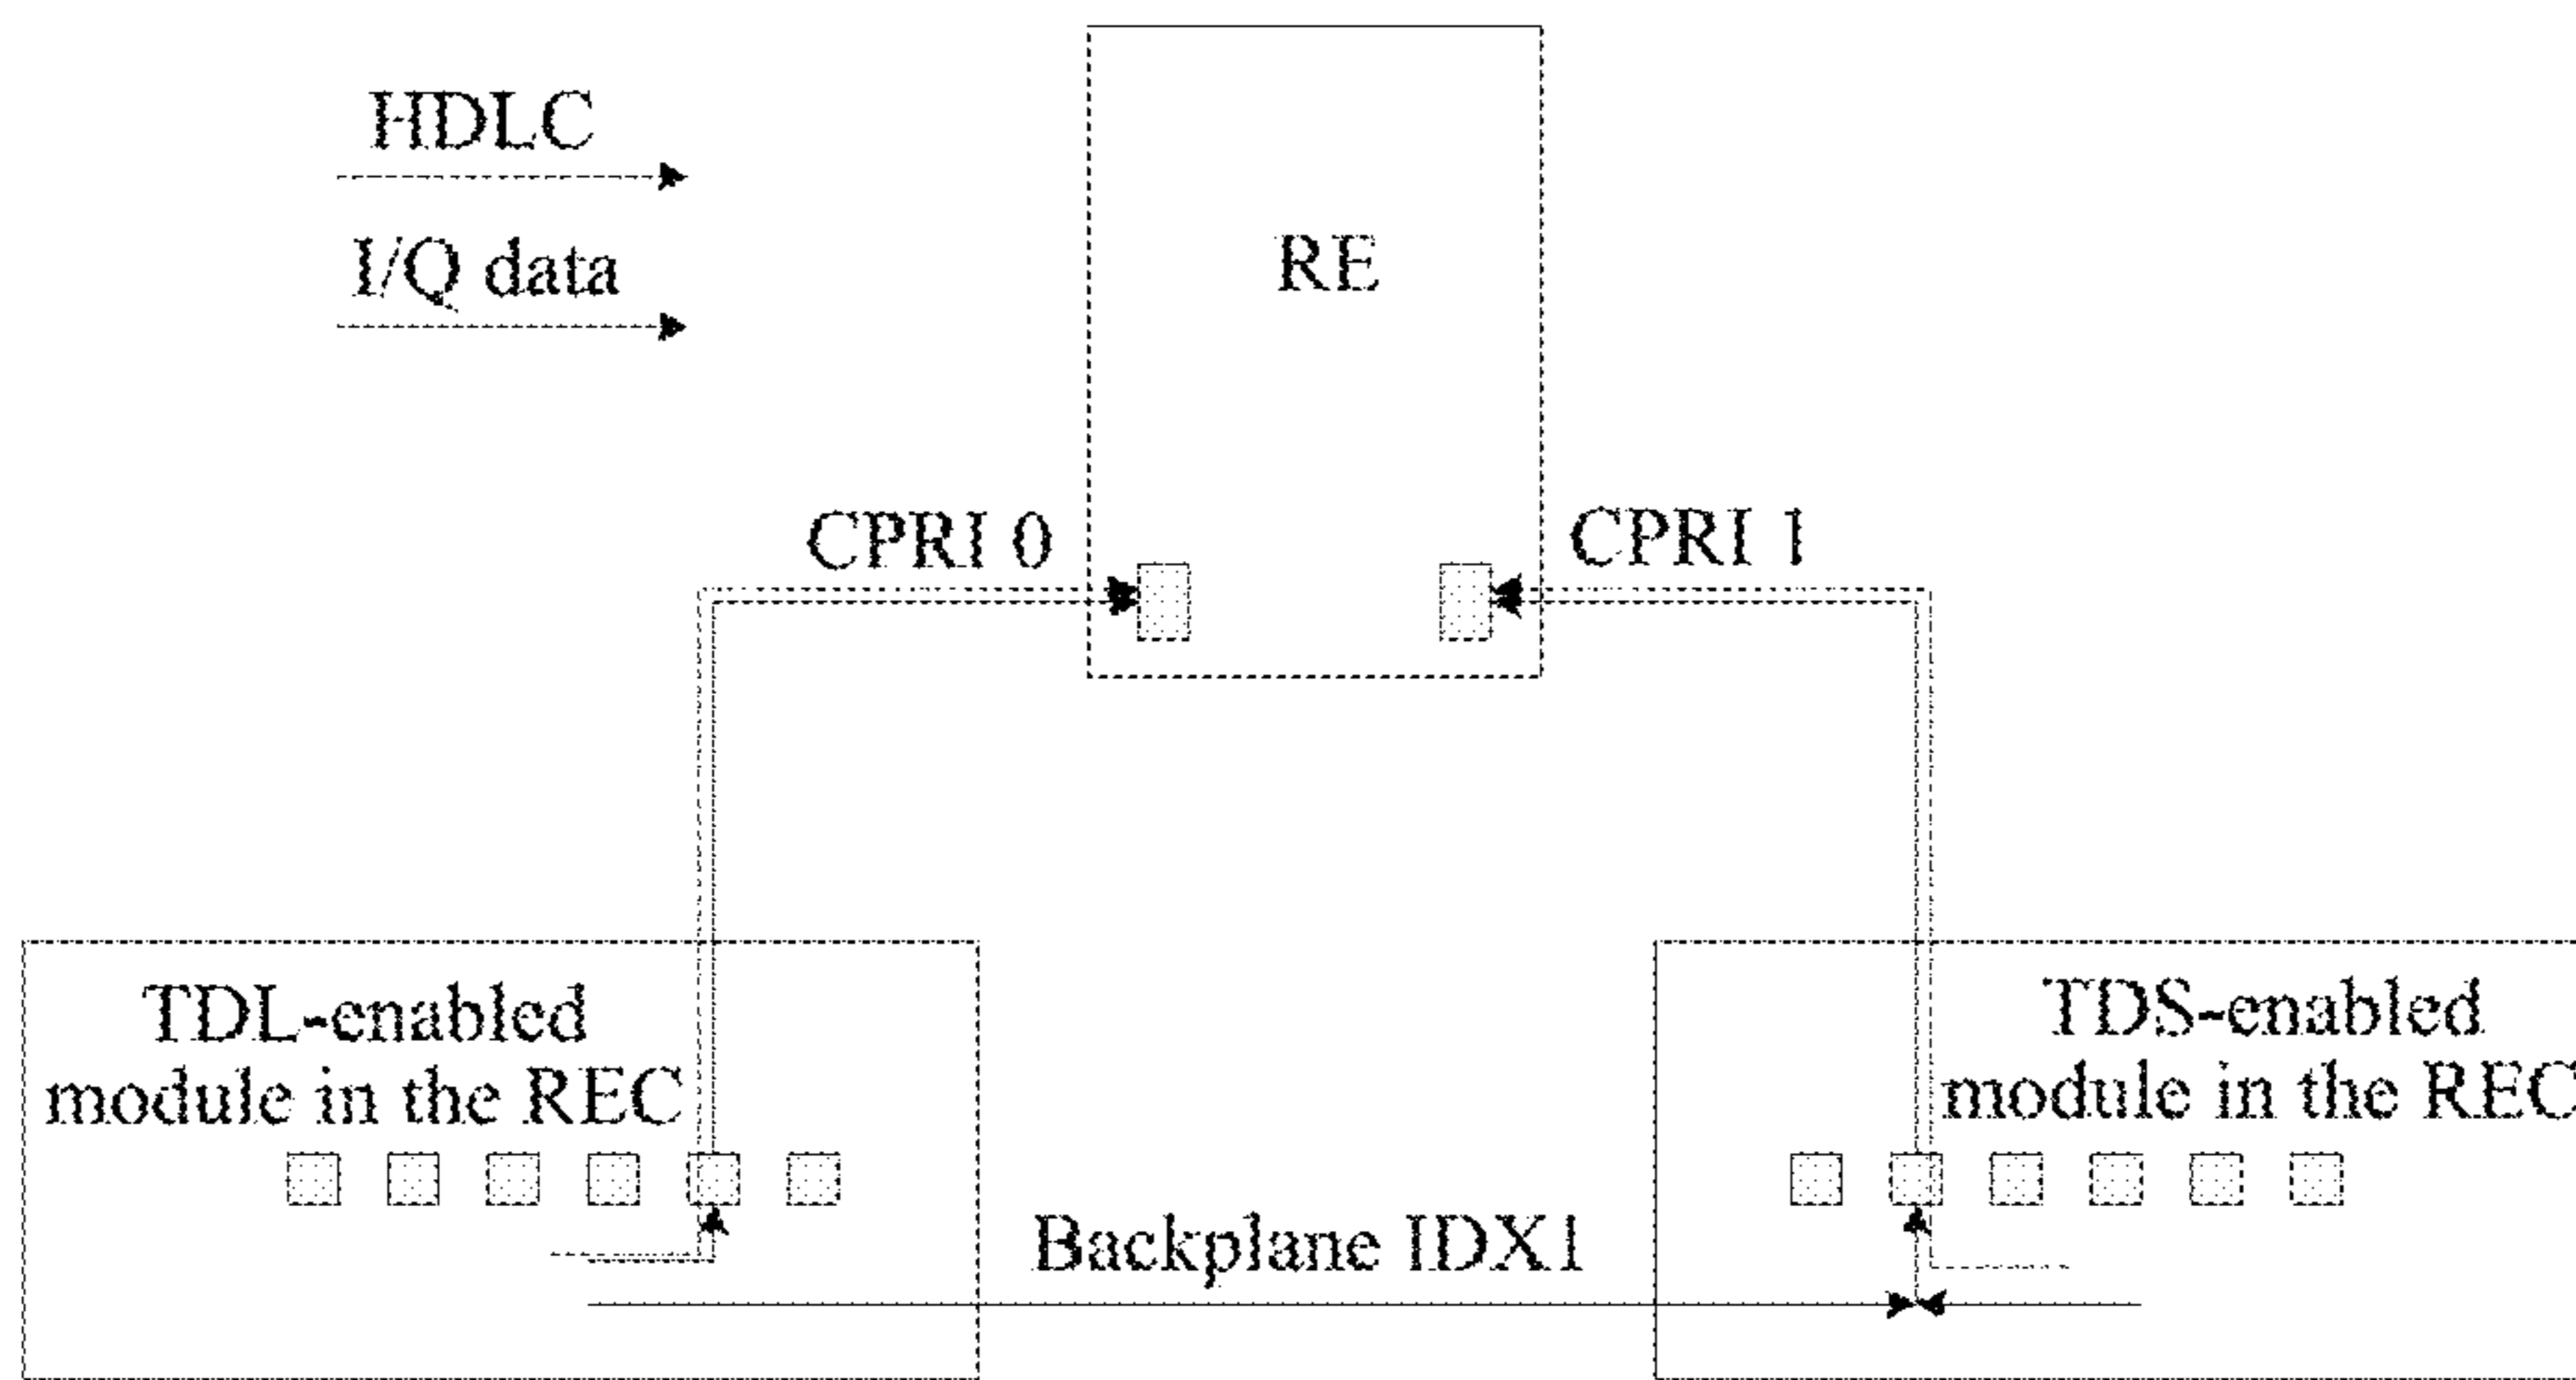 HDLC
I/Q data
RE
CPRI 0
CPRI 1
TDL-enabled
module in the REC
TDS-enabled
module in the REC
Backplane IDX1